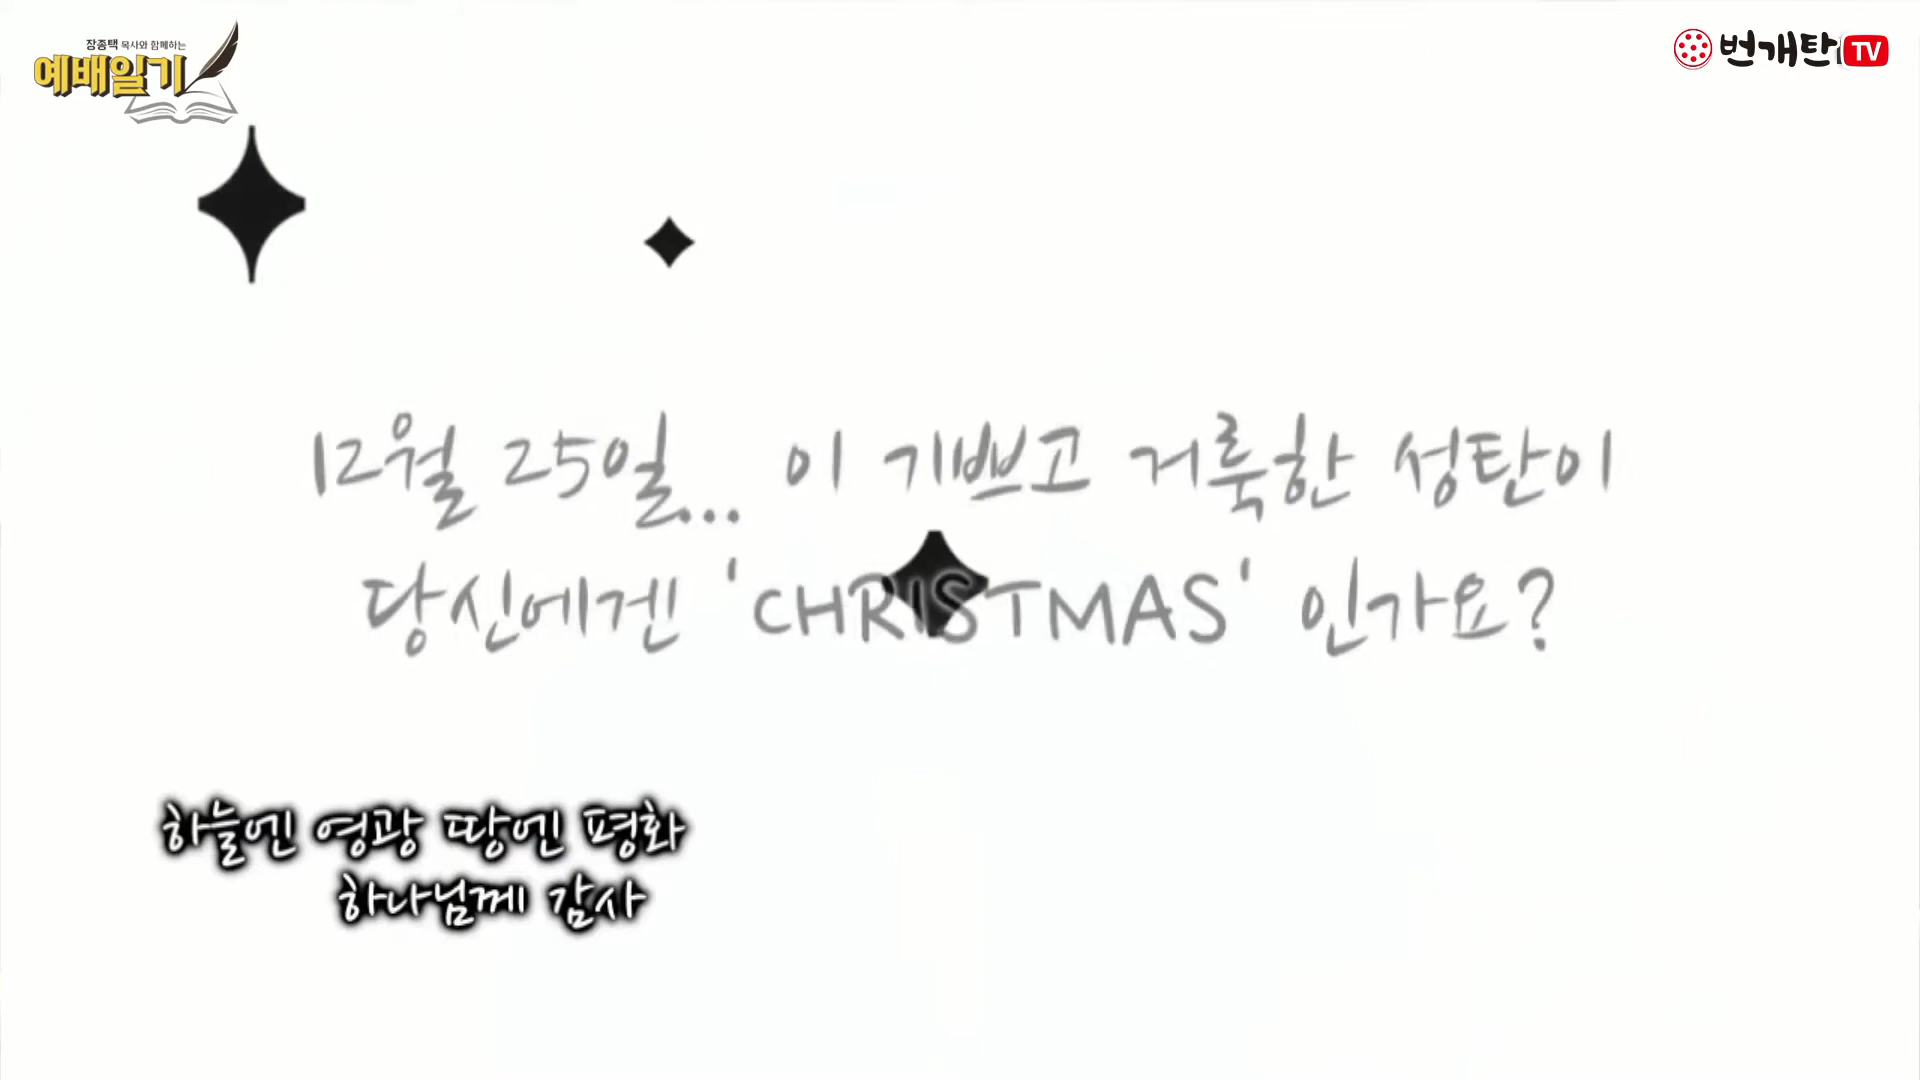 장종택 목사와 함께하는
예배일기
번개탄TV
12월 25일... 이 기쁘고 거룩한 성탄이
당신에겐 'CHRISTMAS' 인가요?
하늘엔 영광 땅엔 평화
하나님께 감사